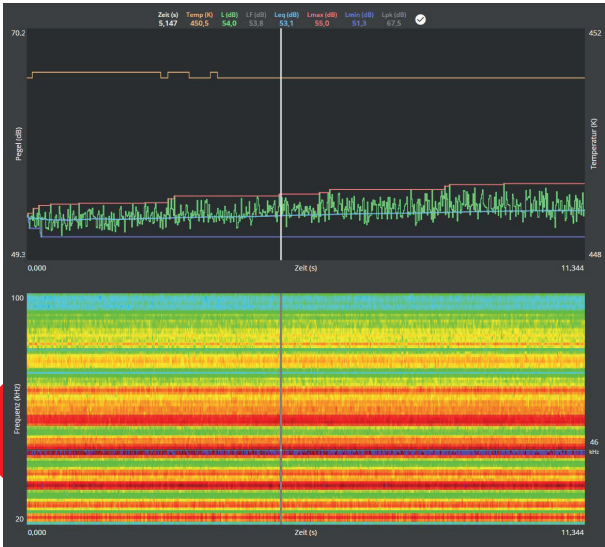 Zeit (s) Temp (K) L (dB) LF (dB) Leq (dB) Lmax (dB) Lmin (dB) Lpk (dB)
5,147 450,5 54,0 53,8 53,1 55,0 51,3 67,5
70.2
452
Pegel (dB)
Temperatur (K)
49.3
448
0,000
Zeit (s)
11,344
100
Frequenz (kHz)
46
kHz
20
0,000
Zeit (s)
11,344